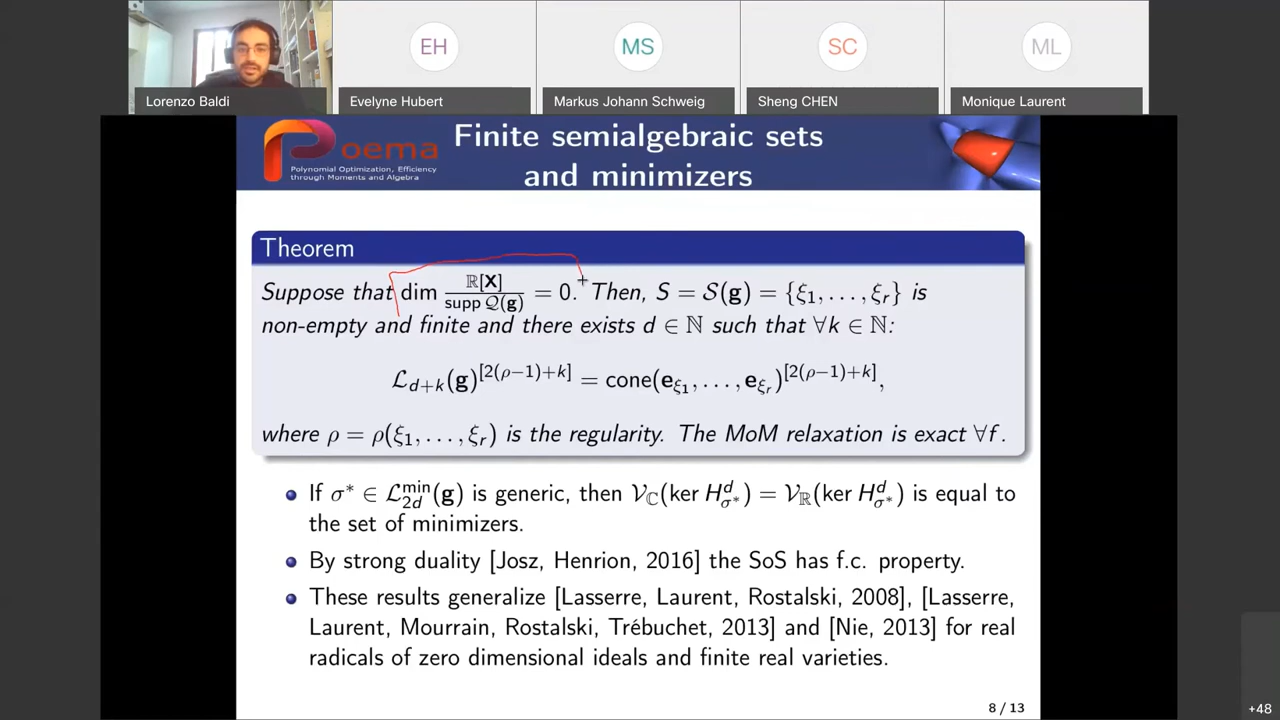 EH
MS
SC
ML
Lorenzo Baldi
Evelyne Hubert
Markus Johann Schweig
Sheng CHEN
Monique Laurent
Poema
Polynomial Optimization, Efficiency
through Moments and Algebra
Finite semialgebraic sets
and minimizers
Theorem
Suppose that dim ℝ[X] / supp 𝒬(g) = 0. Then, S = 𝒮(g) = {ξ₁, . . . , ξᵣ} is
non-empty and finite and there exists d ∈ ℕ such that ∀k ∈ ℕ:
ℒ_{d+k}(g)^{[2(ρ−1)+k]} = cone(e_{ξ₁}, . . . , e_{ξᵣ})^{[2(ρ−1)+k]},
where ρ = ρ(ξ₁, . . . , ξᵣ) is the regularity. The MoM relaxation is exact ∀f.
If σ* ∈ ℒ_{2d}^{min}(g) is generic, then 𝒱_ℂ(ker H_{σ*}^d) = 𝒱_ℝ(ker H_{σ*}^d) is equal to
the set of minimizers.
By strong duality [Josz, Henrion, 2016] the SoS has f.c. property.
These results generalize [Lasserre, Laurent, Rostalski, 2008], [Lasserre,
Laurent, Mourrain, Rostalski, Trébuchet, 2013] and [Nie, 2013] for real
radicals of zero dimensional ideals and finite real varieties.
8 / 13
+48